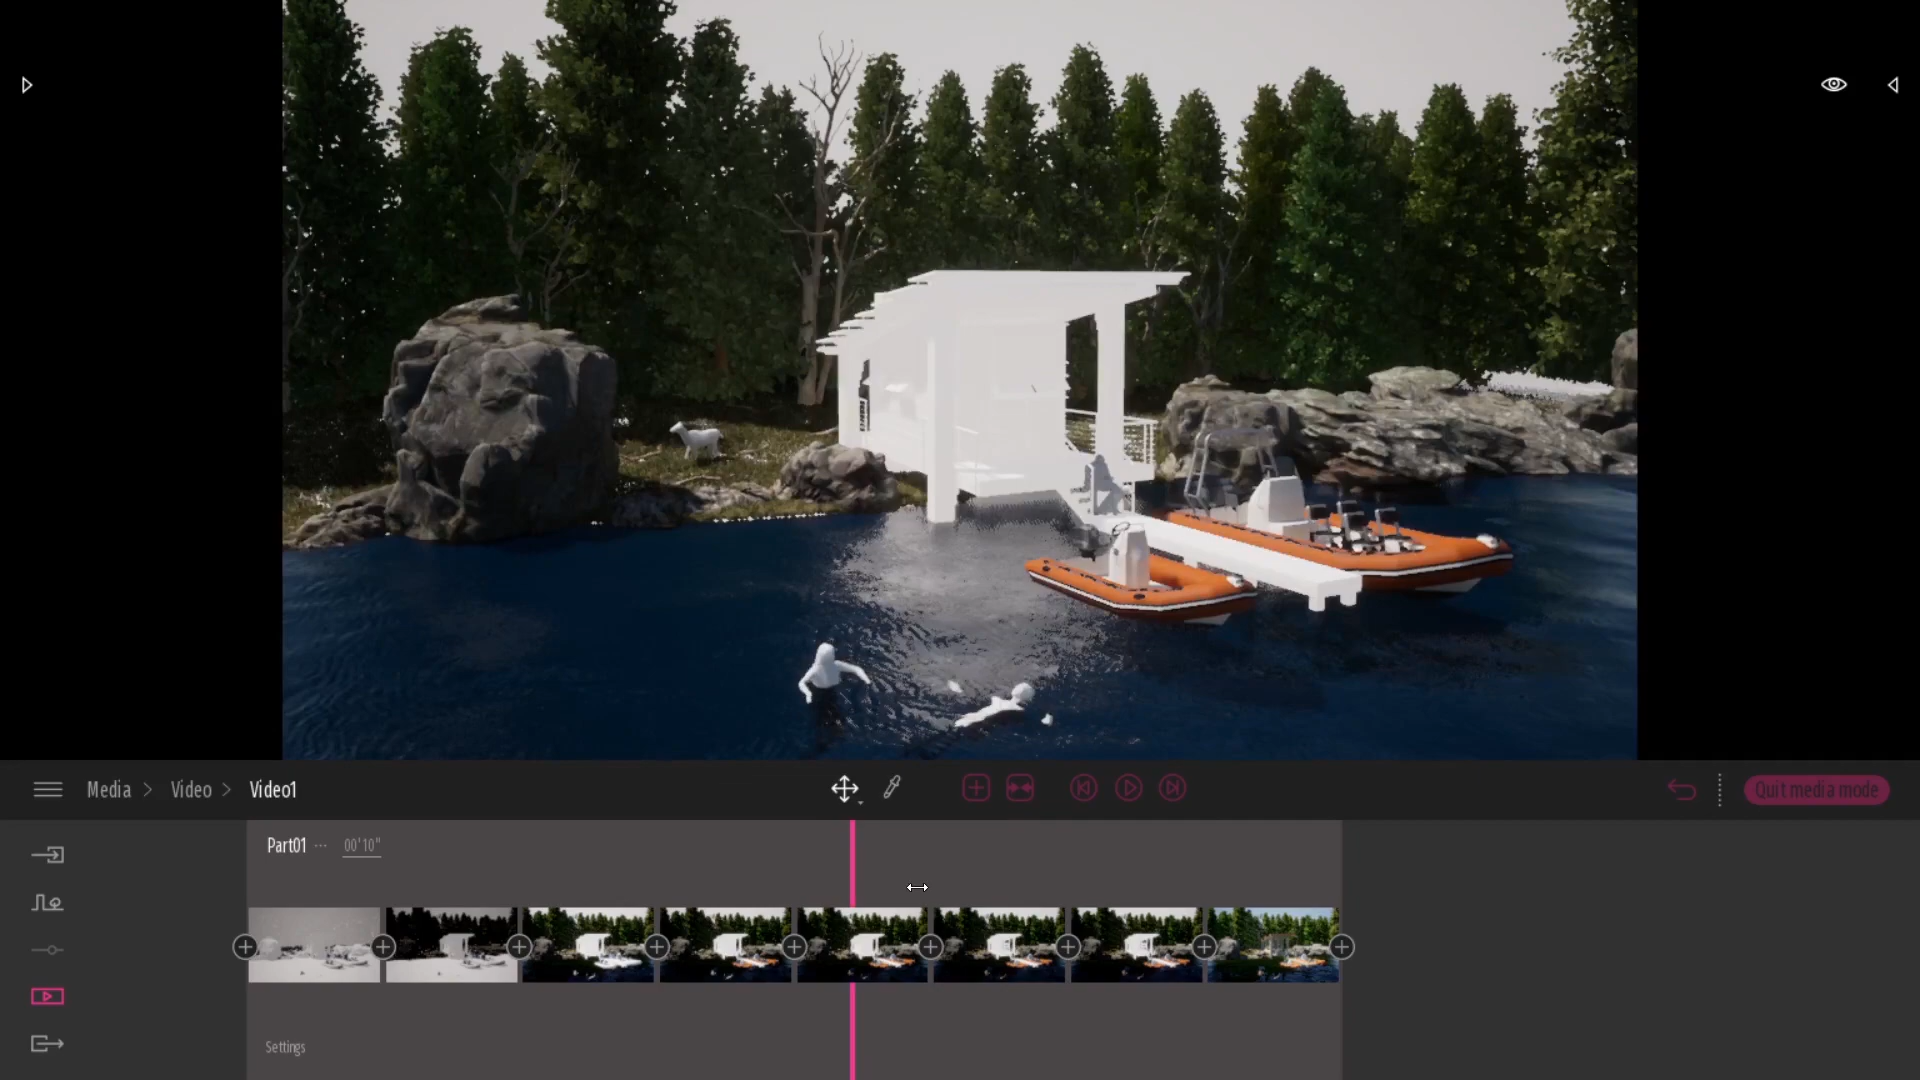 Media > Video > Video1
Quit media mode
Part01 ... 00'10"
Settings